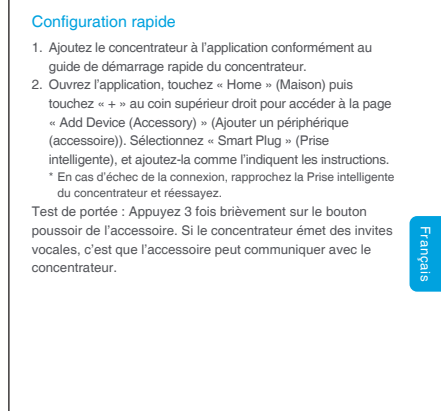 Configuration rapide
1. Ajoutez le concentrateur à l'application conformément au
guide de démarrage rapide du concentrateur.
2. Ouvrez l'application, touchez « Home » (Maison) puis
touchez « + » au coin supérieur droit pour accéder à la page
« Add Device (Accessory) » (Ajouter un périphérique
(accessoire)). Sélectionnez « Smart Plug » (Prise
intelligente), et ajoutez-la comme l'indiquent les instructions.
* En cas d'échec de la connexion, rapprochez la Prise intelligente
du concentrateur et réessayez.
Test de portée : Appuyez 3 fois brièvement sur le bouton
poussoir de l'accessoire. Si le concentrateur émet des invites
vocales, c'est que l'accessoire peut communiquer avec le
concentrateur.
Français